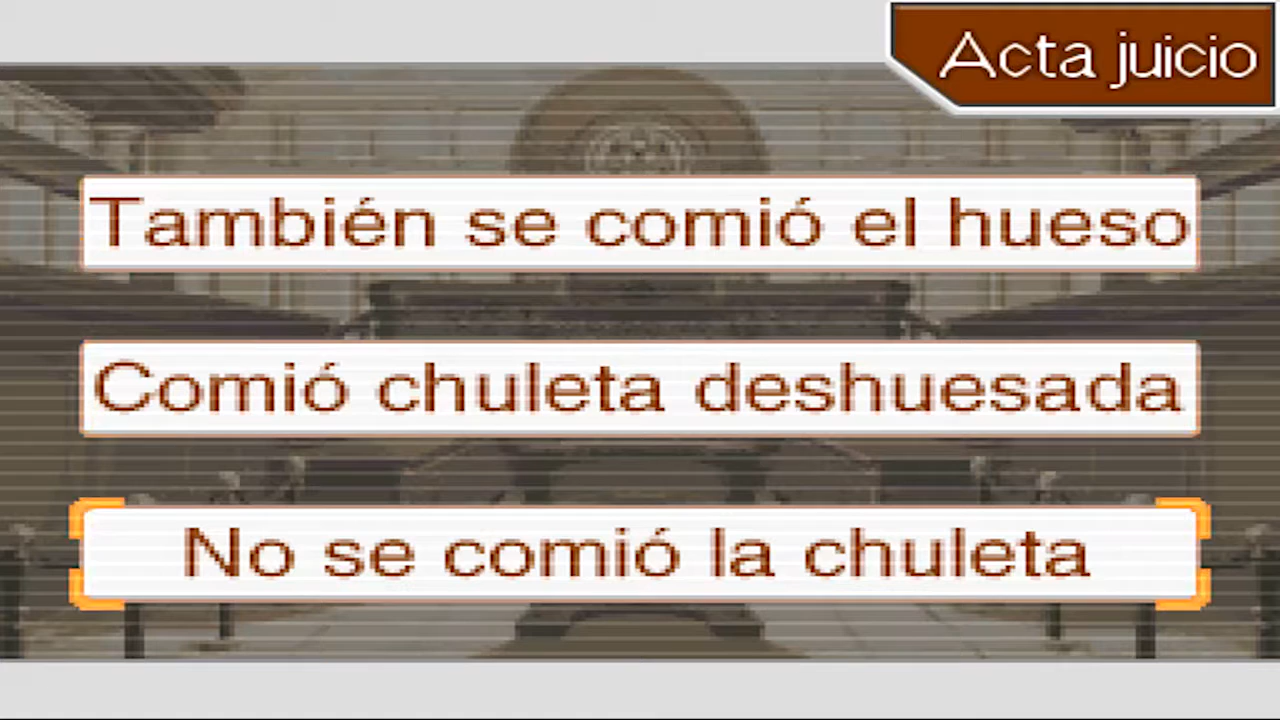 Acta juicio
También se comió el hueso
Comió chuleta deshuesada
No se comió la chuleta